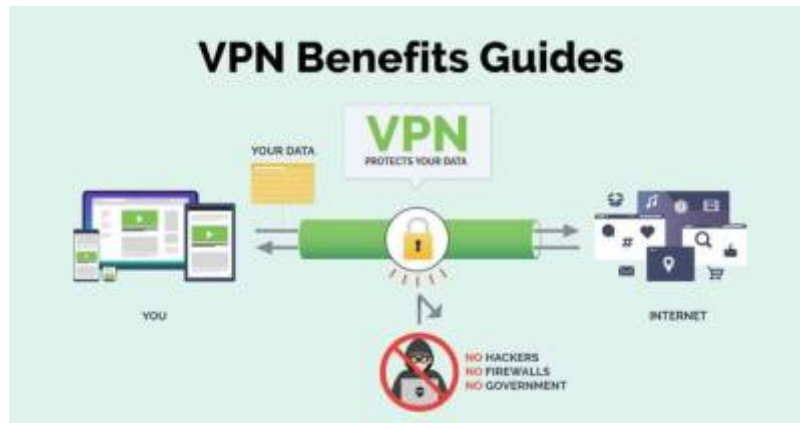 VPN Benefits Guides
YOUR DATA
VPN
PROTECTS YOUR DATA
#
YOU
INTERNET
NO HACKERS
NO FIREWALLS
NO GOVERNMENT